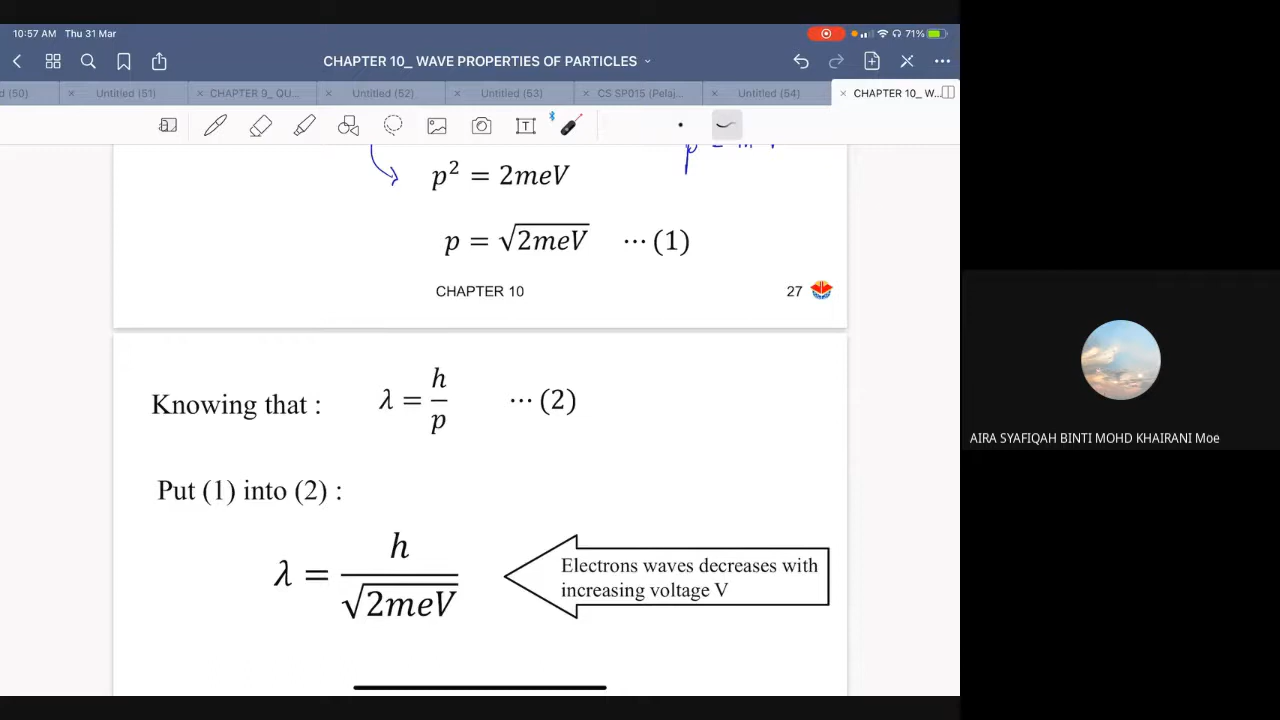 10:57 AM Thu 31 Mar
71%
CHAPTER 10_ WAVE PROPERTIES OF PARTICLES
d (50)
Untitled (51)
CHAPTER 9_ QU...
Untitled (52)
Untitled (53)
CS SP015 (Pelaj...
Untitled (54)
CHAPTER 10_ W...
p² = 2meV
p = √2meV ⋯ (1)
CHAPTER 10
27
Knowing that : λ = h/p ⋯ (2)
Put (1) into (2) :
λ = h/√2meV
Electrons waves decreases with
increasing voltage V
AIRA SYAFIQAH BINTI MOHD KHAIRANI Moe